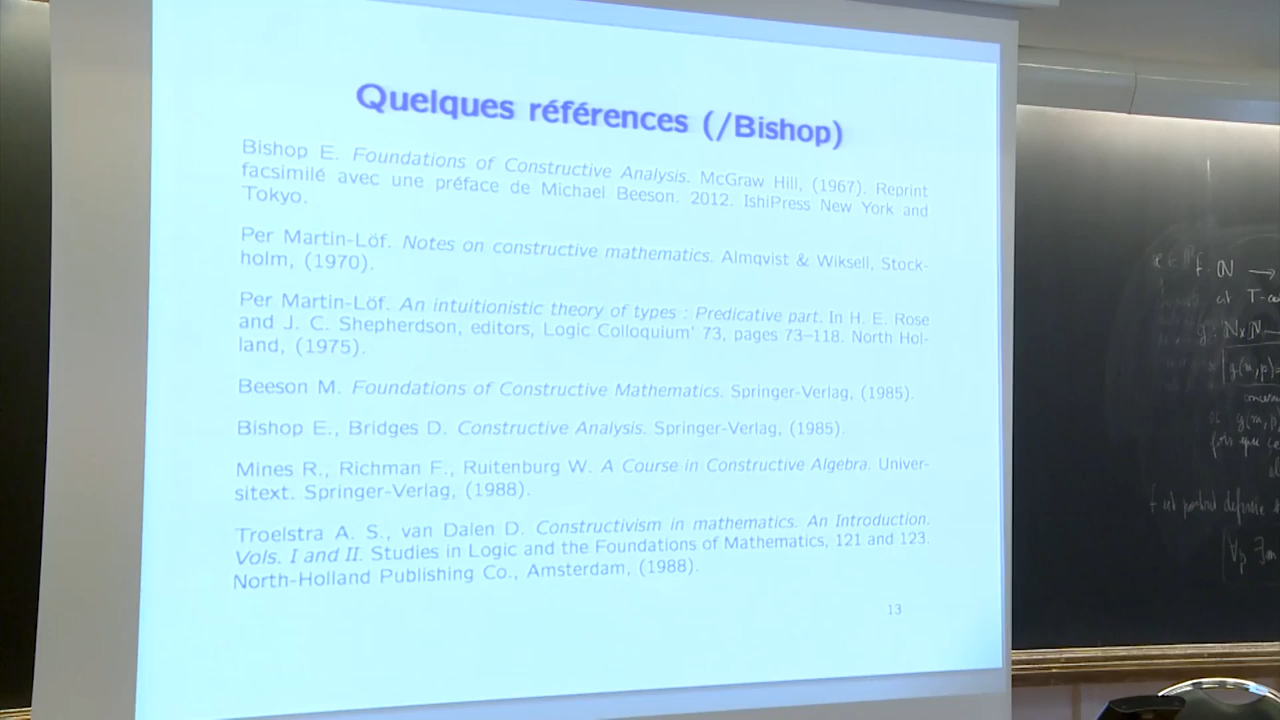 Quelques références (/Bishop)
Bishop E. Foundations of Constructive Analysis. McGraw Hill, (1967). Reprint
facsimilé avec une préface de Michael Beeson. 2012. IshiPress New York and
Tokyo.
Per Martin-Löf. Notes on constructive mathematics. Almqvist & Wiksell, Stock-
holm, (1970).
Per Martin-Löf. An intuitionistic theory of types : Predicative part. In H. E. Rose
and J. C. Shepherdson, editors, Logic Colloquium' 73, pages 73–118. North Hol-
land, (1975).
Beeson M. Foundations of Constructive Mathematics. Springer-Verlag, (1985).
Bishop E., Bridges D. Constructive Analysis. Springer-Verlag, (1985).
Mines R., Richman F., Ruitenburg W. A Course in Constructive Algebra. Univer-
sitext. Springer-Verlag, (1988).
Troelstra A. S., van Dalen D. Constructivism in mathematics. An Introduction.
Vols. I and II. Studies in Logic and the Foundations of Mathematics, 121 and 123.
North-Holland Publishing Co., Amsterdam, (1988).
13
f. ℕ →
g: ℕ×ℕ
g(n,p)=
∀p ∃m